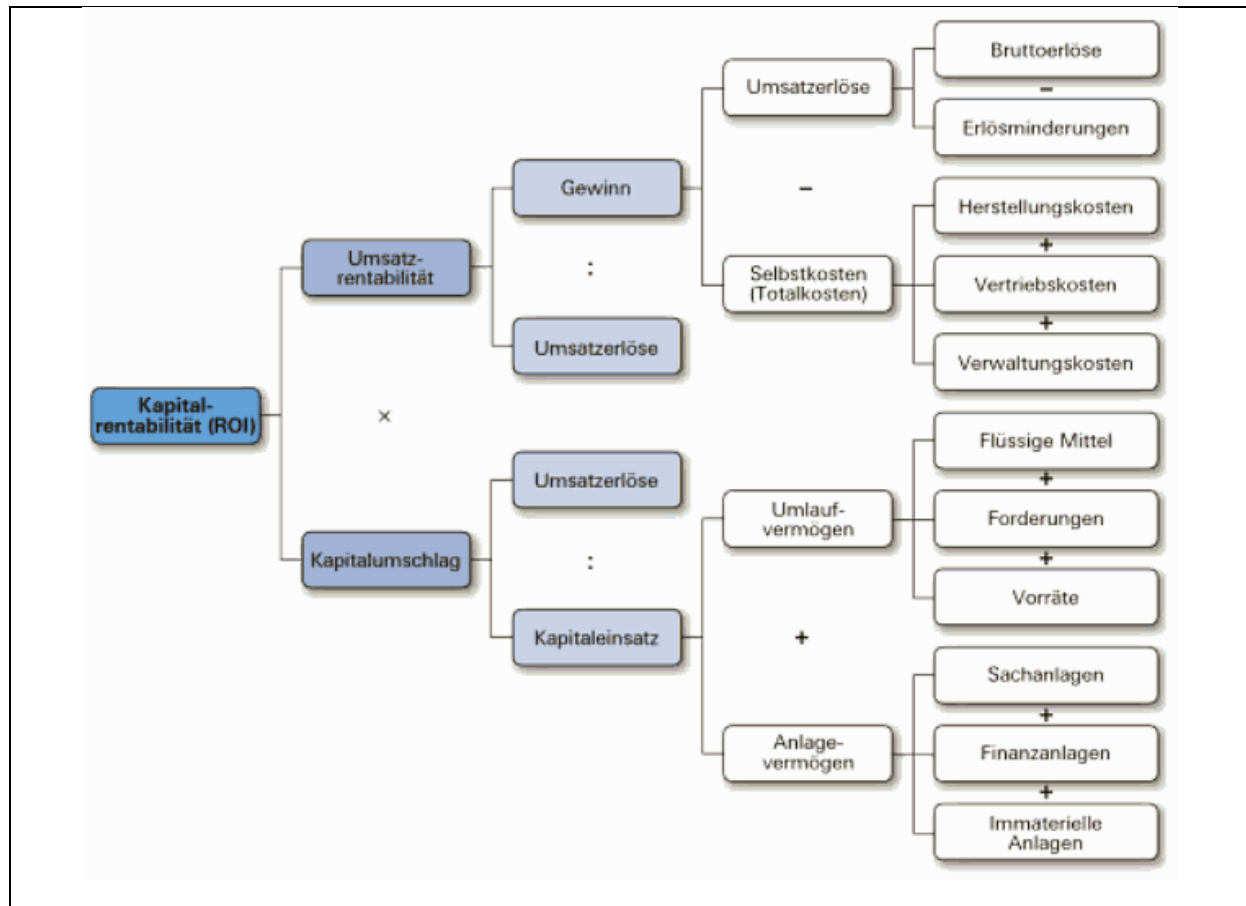 Bruttoerlöse
–
Umsatzerlöse
Erlösminderungen
Gewinn
–
Herstellungskosten
+
Umsatz-
rentabilität
:
Selbstkosten
(Totalkosten)
Vertriebskosten
+
Umsatzerlöse
Verwaltungskosten
Kapital-
rentabilität (ROI)
×
Flüssige Mittel
+
Umsatzerlöse
Umlauf-
vermögen
Forderungen
+
Kapitalumschlag
:
Vorräte
Kapitaleinsatz
+
Sachanlagen
+
Anlage-
vermögen
Finanzanlagen
+
Immaterielle
Anlagen